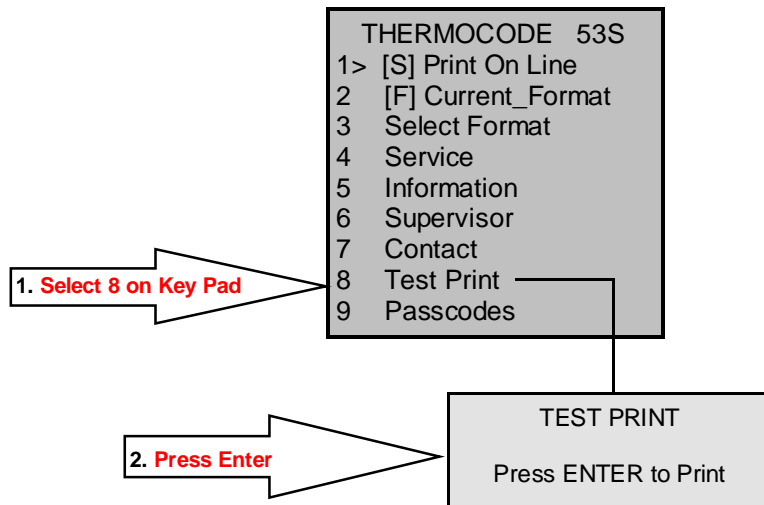 THERMOCODE 53S
1> [S] Print On Line
2 [F] Current_Format
3 Select Format
4 Service
5 Information
6 Supervisor
7 Contact
1. Select 8 on Key Pad
8 Test Print
9 Passcodes
TEST PRINT
2. Press Enter
Press ENTER to Print